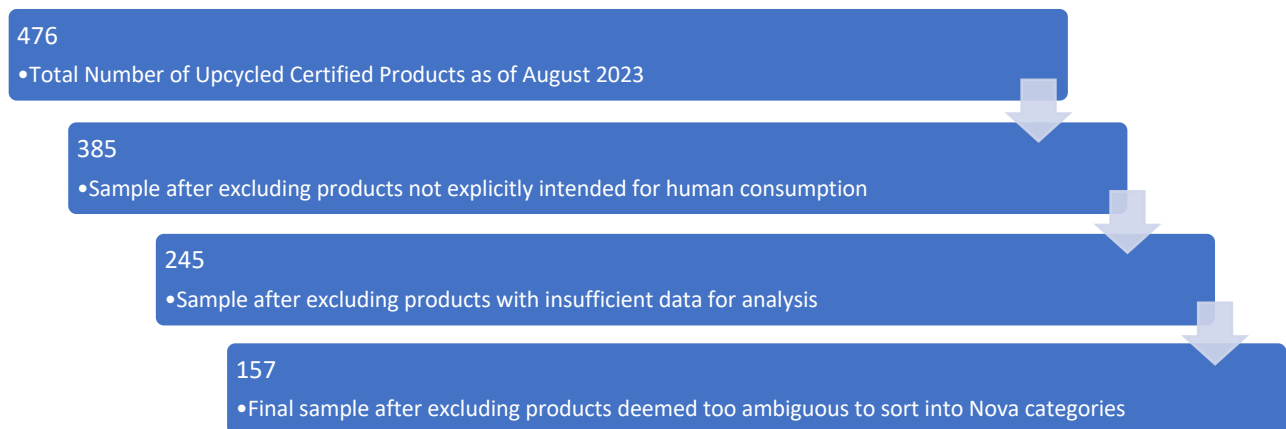 476
•Total Number of Upcycled Certified Products as of August 2023
385
•Sample after excluding products not explicitly intended for human consumption
245
•Sample after excluding products with insufficient data for analysis
157
•Final sample after excluding products deemed too ambiguous to sort into Nova categories